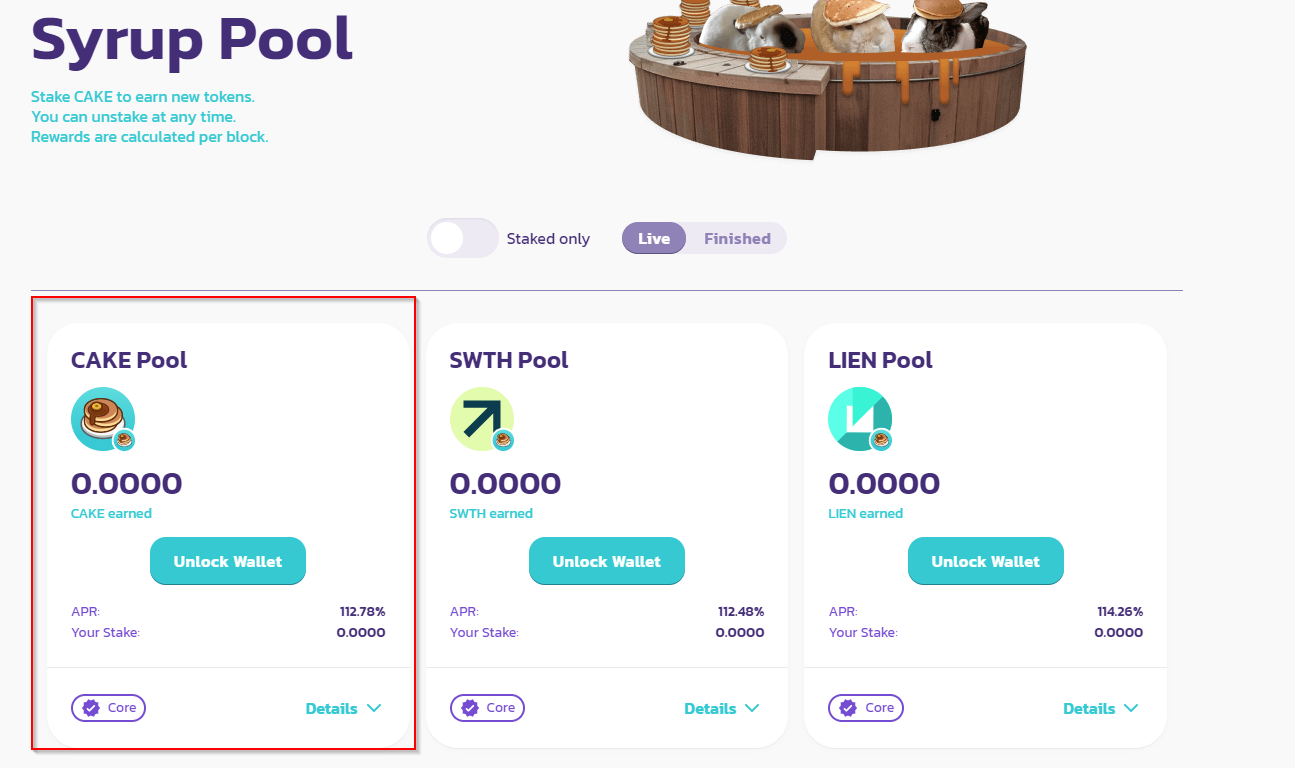 Syrup Pool
Stake CAKE to earn new tokens.
You can unstake at any time.
Rewards are calculated per block.
Staked only
Live
Finished
CAKE Pool
0.0000
CAKE earned
Unlock Wallet
APR: 112.78%
Your Stake: 0.0000
Core
Details
SWTH Pool
0.0000
SWTH earned
Unlock Wallet
APR: 112.48%
Your Stake: 0.0000
Core
Details
LIEN Pool
0.0000
LIEN earned
Unlock Wallet
APR: 114.26%
Your Stake: 0.0000
Core
Details